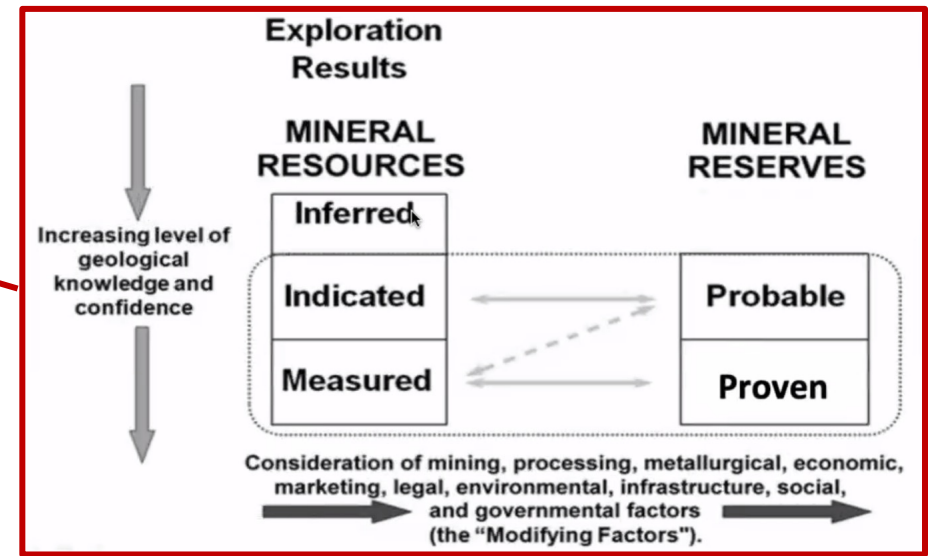 Exploration
Results
MINERAL
RESOURCES
MINERAL
RESERVES
Inferred
Increasing level of
geological
knowledge and
confidence
Indicated
Probable
Measured
Proven
Consideration of mining, processing, metallurgical, economic,
marketing, legal, environmental, infrastructure, social,
and governmental factors
(the “Modifying Factors").